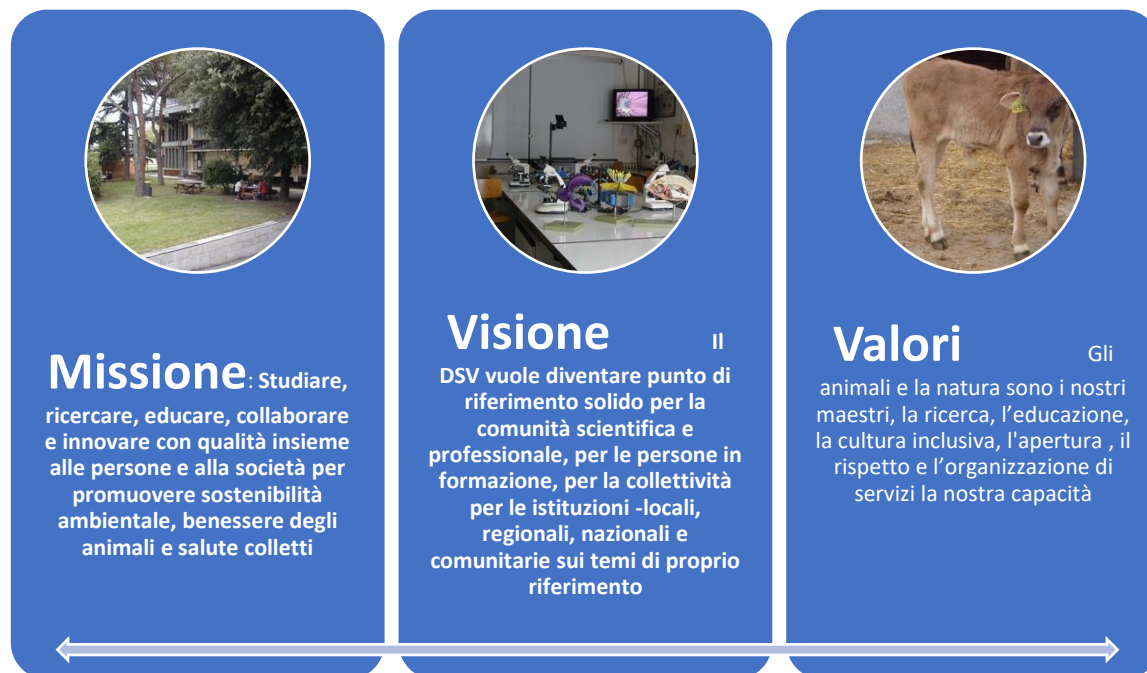 Missione: Studiare,
ricercare, educare, collaborare
e innovare con qualità insieme
alle persone e alla società per
promuovere sostenibilità
ambientale, benessere degli
animali e salute colletti
Visione Il
DSV vuole diventare punto di
riferimento solido per la
comunità scientifica e
professionale, per le persone in
formazione, per la collettività
per le istituzioni -locali,
regionali, nazionali e
comunitarie sui temi di proprio
riferimento
Valori Gli
animali e la natura sono i nostri
maestri, la ricerca, l’educazione,
la cultura inclusiva, l'apertura , il
rispetto e l’organizzazione di
servizi la nostra capacità